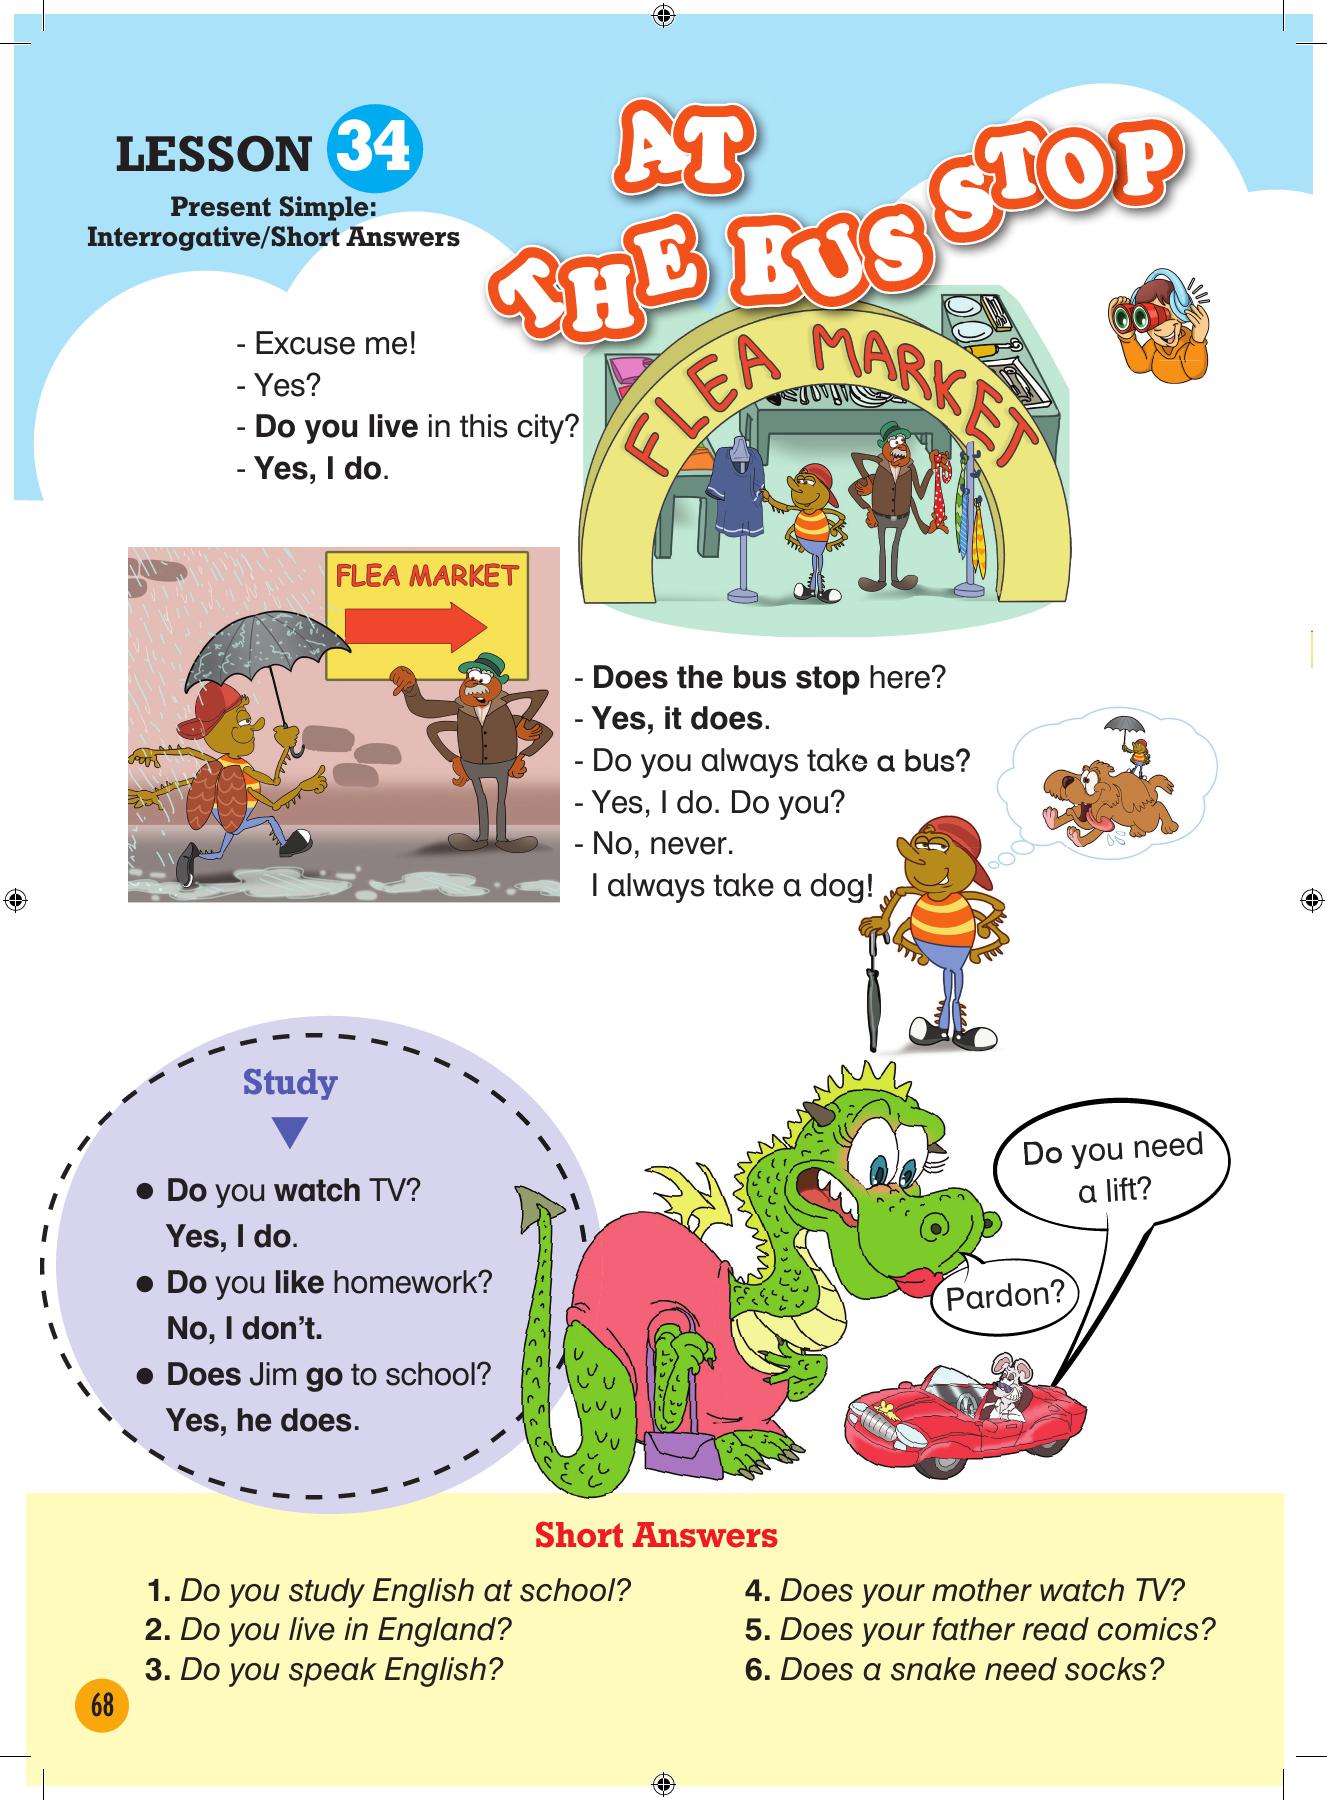 LESSON 34
Present Simple:
Interrogative/Short Answers
AT
THE BUS STOP
- Excuse me!
- Yes?
- Do you live in this city?
- Yes, I do.
FLEA MARKET
FLEA MARKET
- Does the bus stop here?
- Yes, it does.
- Do you always take a bus?
- Yes, I do. Do you?
- No, never.
I always take a dog!
Study
● Do you watch TV?
Yes, I do.
● Do you like homework?
No, I don't.
● Does Jim go to school?
Yes, he does.
Do you need
a lift?
Pardon?
Short Answers
1. Do you study English at school?
2. Do you live in England?
3. Do you speak English?
4. Does your mother watch TV?
5. Does your father read comics?
6. Does a snake need socks?
68